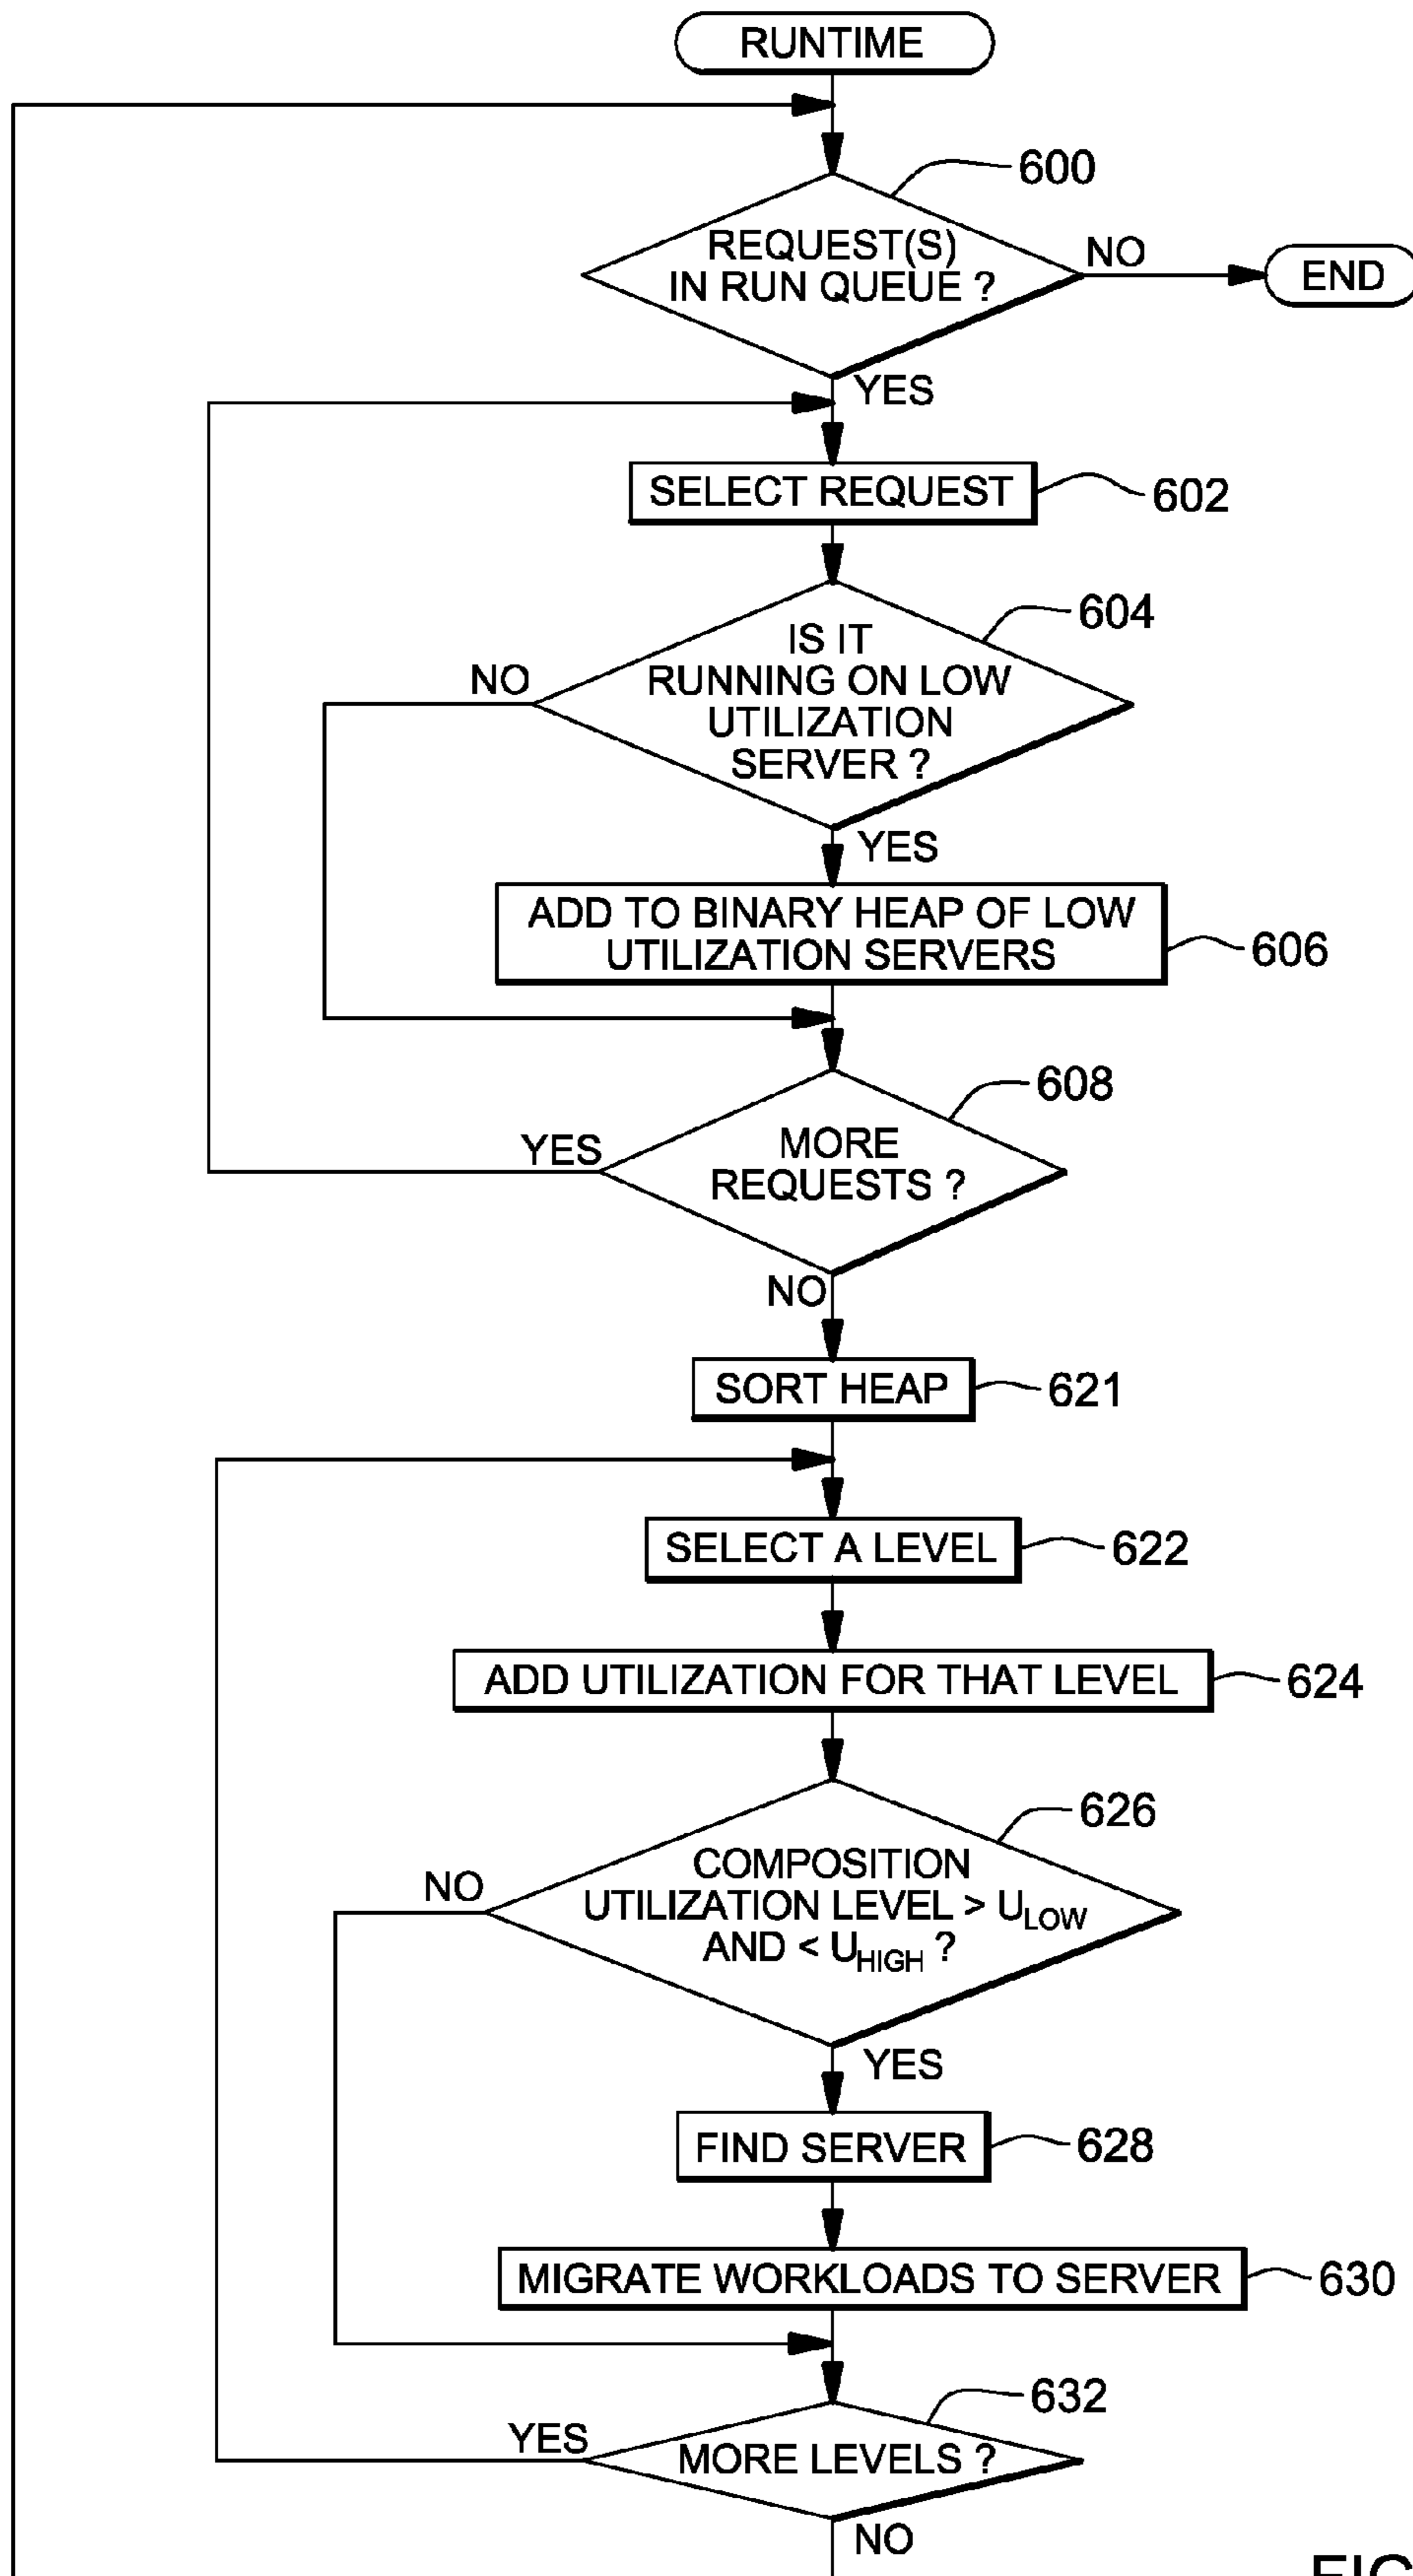 RUNTIME
600
REQUEST(S)
IN RUN QUEUE ?
NO
END
YES
SELECT REQUEST
602
604
IS IT
RUNNING ON LOW
UTILIZATION
SERVER ?
NO
YES
ADD TO BINARY HEAP OF LOW
UTILIZATION SERVERS
606
608
MORE
REQUESTS ?
YES
NO
SORT HEAP
621
SELECT A LEVEL
622
ADD UTILIZATION FOR THAT LEVEL
624
626
COMPOSITION
UTILIZATION LEVEL > ULOW
AND < UHIGH ?
NO
YES
FIND SERVER
628
MIGRATE WORKLOADS TO SERVER
630
632
MORE LEVELS ?
YES
NO
FIG